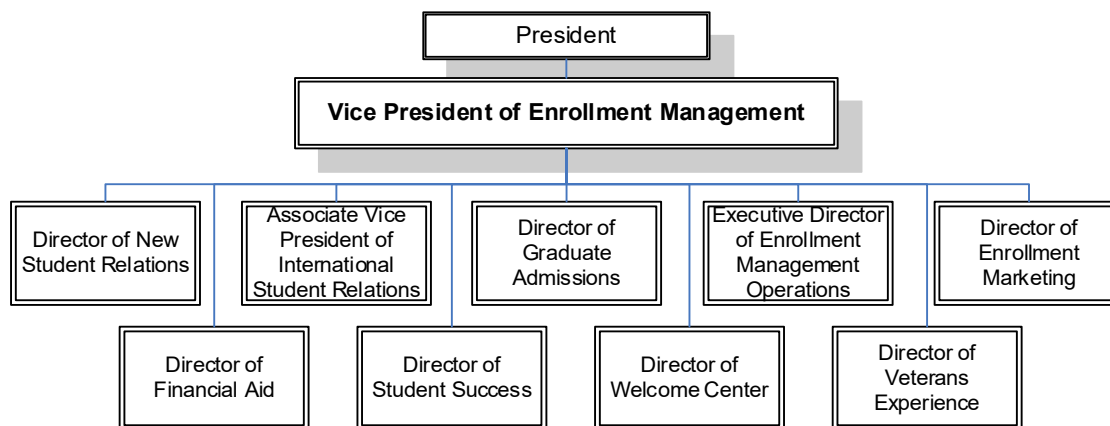 President
Vice President of Enrollment Management
Director of New
Student Relations
Associate Vice
President of
International
Student Relations
Director of
Graduate
Admissions
Executive Director
of Enrollment
Management
Operations
Director of
Enrollment
Marketing
Director of
Financial Aid
Director of
Student Success
Director of
Welcome Center
Director of
Veterans
Experience